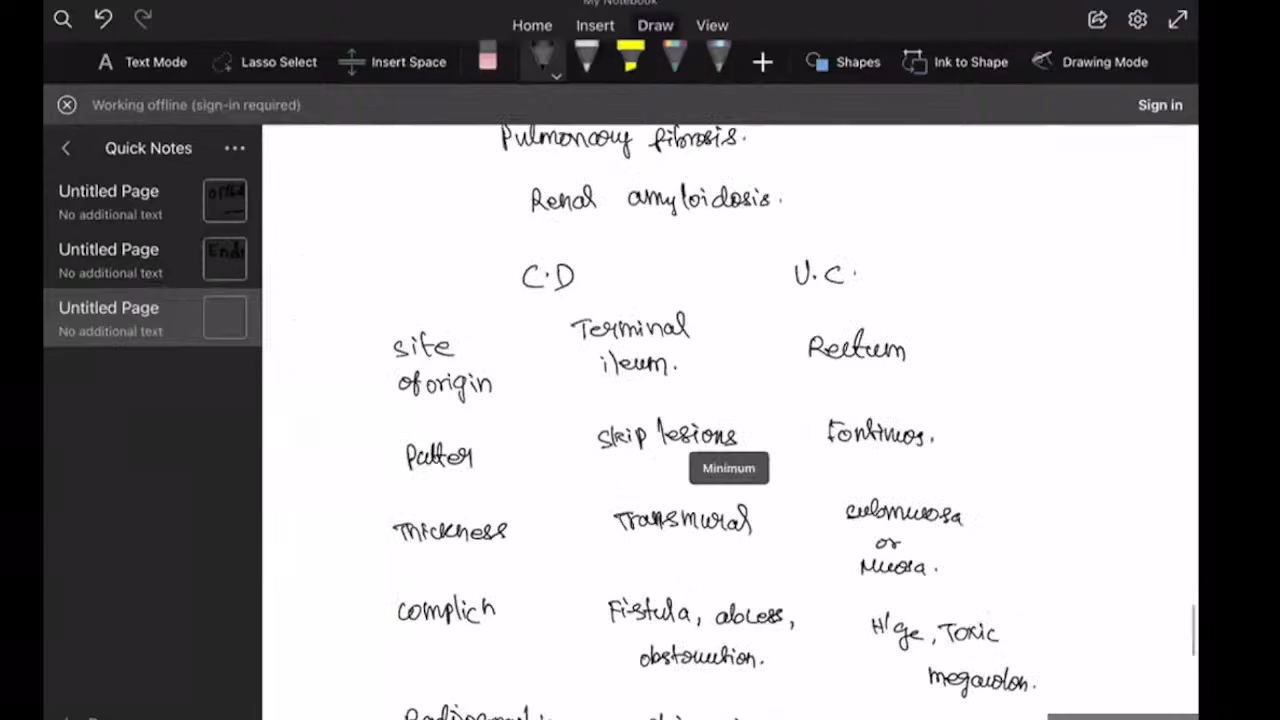 My Notebook
Home Insert Draw View
Text Mode Lasso Select Insert Space Shapes Ink to Shape Drawing Mode
Working offline (sign-in required) Sign in
Quick Notes
Untitled Page
No additional text
Untitled Page
No additional text
Untitled Page
No additional text
Pulmonary fibrosis.
Renal amyloidosis.
C.D U.C.
site of origin
Terminal ileum.
Rectum
Patter
skip lesions
Minimum
Thickness
Transmural
submucosa
or
Mucosa.
complich
Fistula, abcess,
obstruction.
H/ge, Toxic
megacolon.